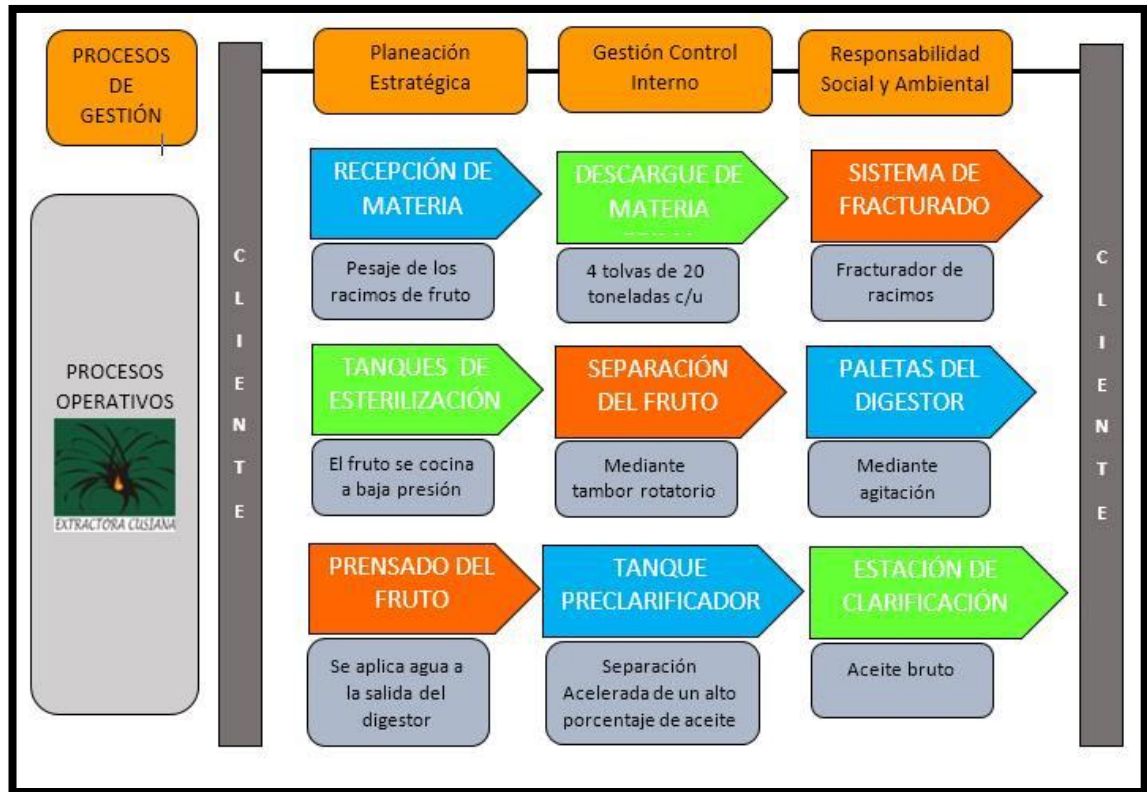 PROCESOS
DE
GESTIÓN
Planeación
Estratégica
Gestión Control
Interno
Responsabilidad
Social y Ambiental
PROCESOS
OPERATIVOS
EXTRACTORA CUSIANA
C
L
I
E
N
T
E
RECEPCIÓN DE
MATERIA
Pesaje de los
racimos de fruto
DESCARGUE DE
MATERIA
4 tolvas de 20
toneladas c/u
SISTEMA DE
FRACTURADO
Fracturador de
racimos
TANQUES DE
ESTERILIZACIÓN
El fruto se cocina
a baja presión
SEPARACIÓN
DEL FRUTO
Mediante
tambor rotatorio
PALETAS DEL
DIGESTOR
Mediante
agitación
PRENSADO DEL
FRUTO
Se aplica agua a
la salida del
digestor
TANQUE
PRECLARIFICADOR
Separación
Acelerada de un alto
porcentaje de aceite
ESTACIÓN DE
CLARIFICACIÓN
Aceite bruto
C
L
I
E
N
T
E